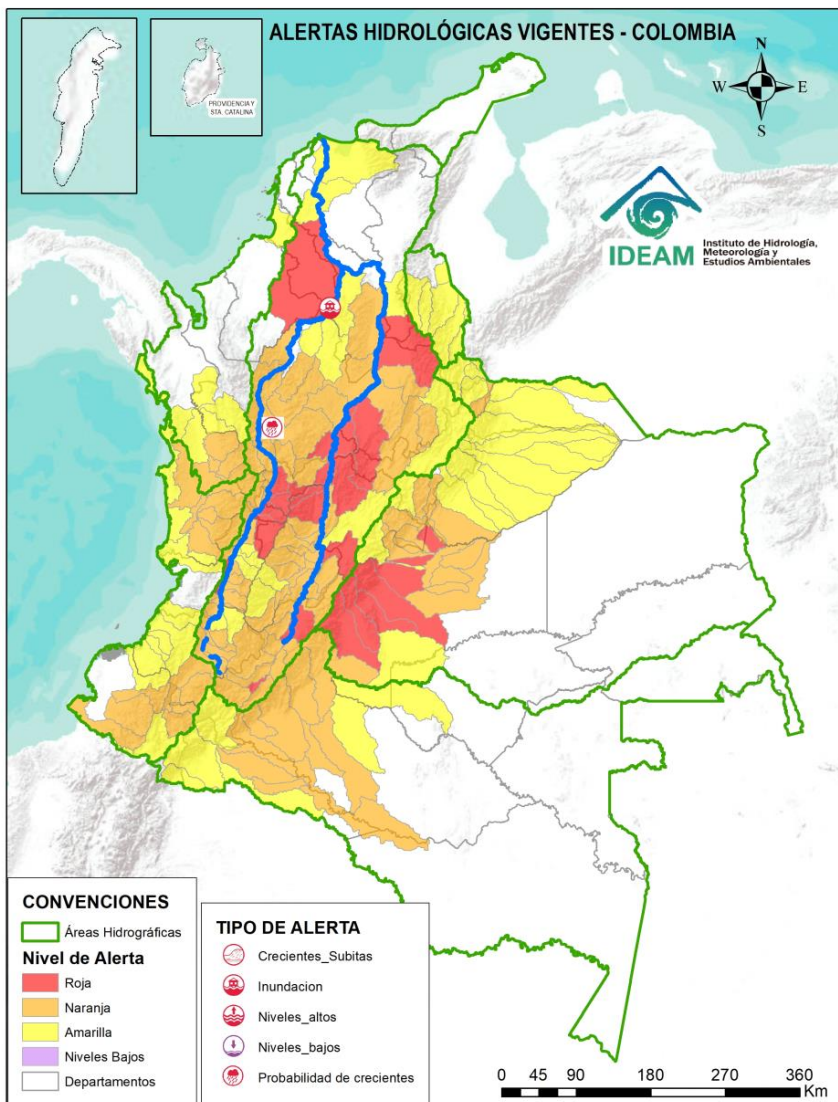 ALERTAS HIDROLÓGICAS VIGENTES - COLOMBIA
N
W
E
S
PROVIDENCIA Y
STA. CATALINA
IDEAM
Instituto de Hidrología,
Meteorología y
Estudios Ambientales
CONVENCIONES
Áreas Hidrográficas
Nivel de Alerta
Roja
Naranja
Amarilla
Niveles Bajos
Departamentos
TIPO DE ALERTA
Crecientes_Subitas
Inundacion
Niveles_altos
Niveles_bajos
Probabilidad de crecientes
0 45 90 180 270 360
Km